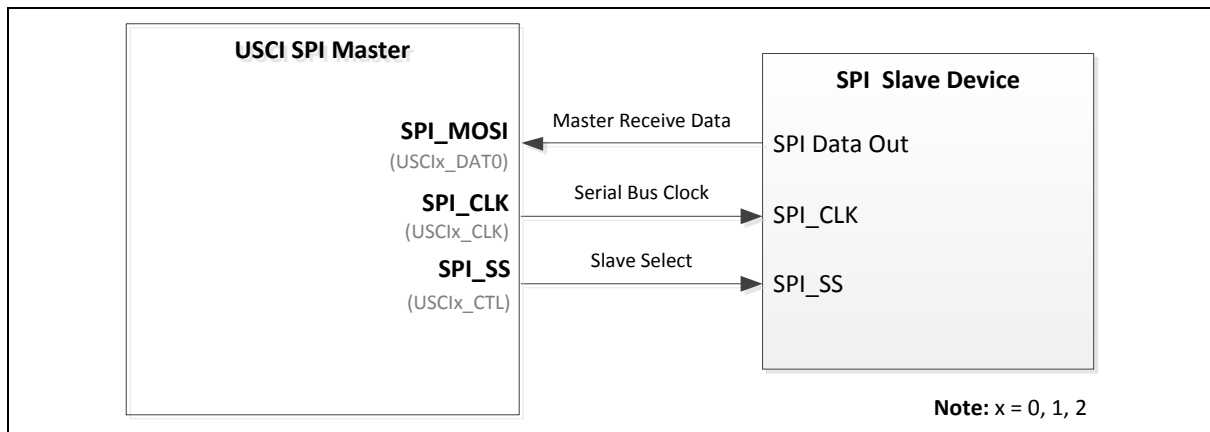 USCI SPI Master
SPI Slave Device
SPI_MOSI
(USCIx_DAT0)
Master Receive Data
SPI Data Out
SPI_CLK
(USCIx_CLK)
Serial Bus Clock
SPI_CLK
SPI_SS
(USCIx_CTL)
Slave Select
SPI_SS
Note: x = 0, 1, 2